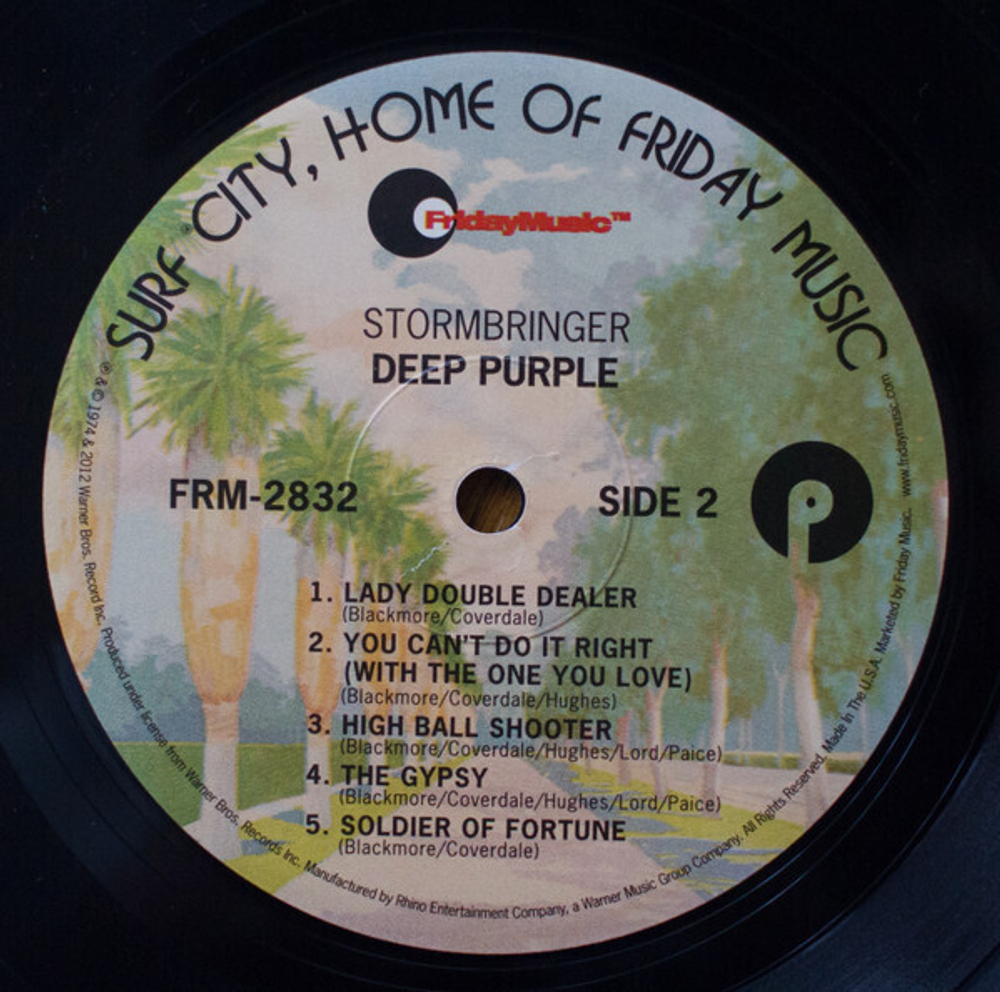 SURF CITY, HOME OF FRIDAY MUSIC
FridayMusic™
STORMBRINGER
DEEP PURPLE
FRM-2832
SIDE 2
1. LADY DOUBLE DEALER
(Blackmore/Coverdale)
2. YOU CAN'T DO IT RIGHT
(WITH THE ONE YOU LOVE)
(Blackmore/Coverdale/Hughes)
3. HIGH BALL SHOOTER
(Blackmore/Coverdale/Hughes/Lord/Paice)
4. THE GYPSY
(Blackmore/Coverdale/Hughes/Lord/Paice)
5. SOLDIER OF FORTUNE
(Blackmore/Coverdale)
℗ & © 1974 & 2012 Warner Bros. Record Inc. Produced under license from Warner Bros. Records Inc. Manufactured by Rhino Entertainment Company, a Warner Music Group Company. All Rights Reserved. Made In The U.S.A. Marketed by Friday Music. www.fridaymusic.com